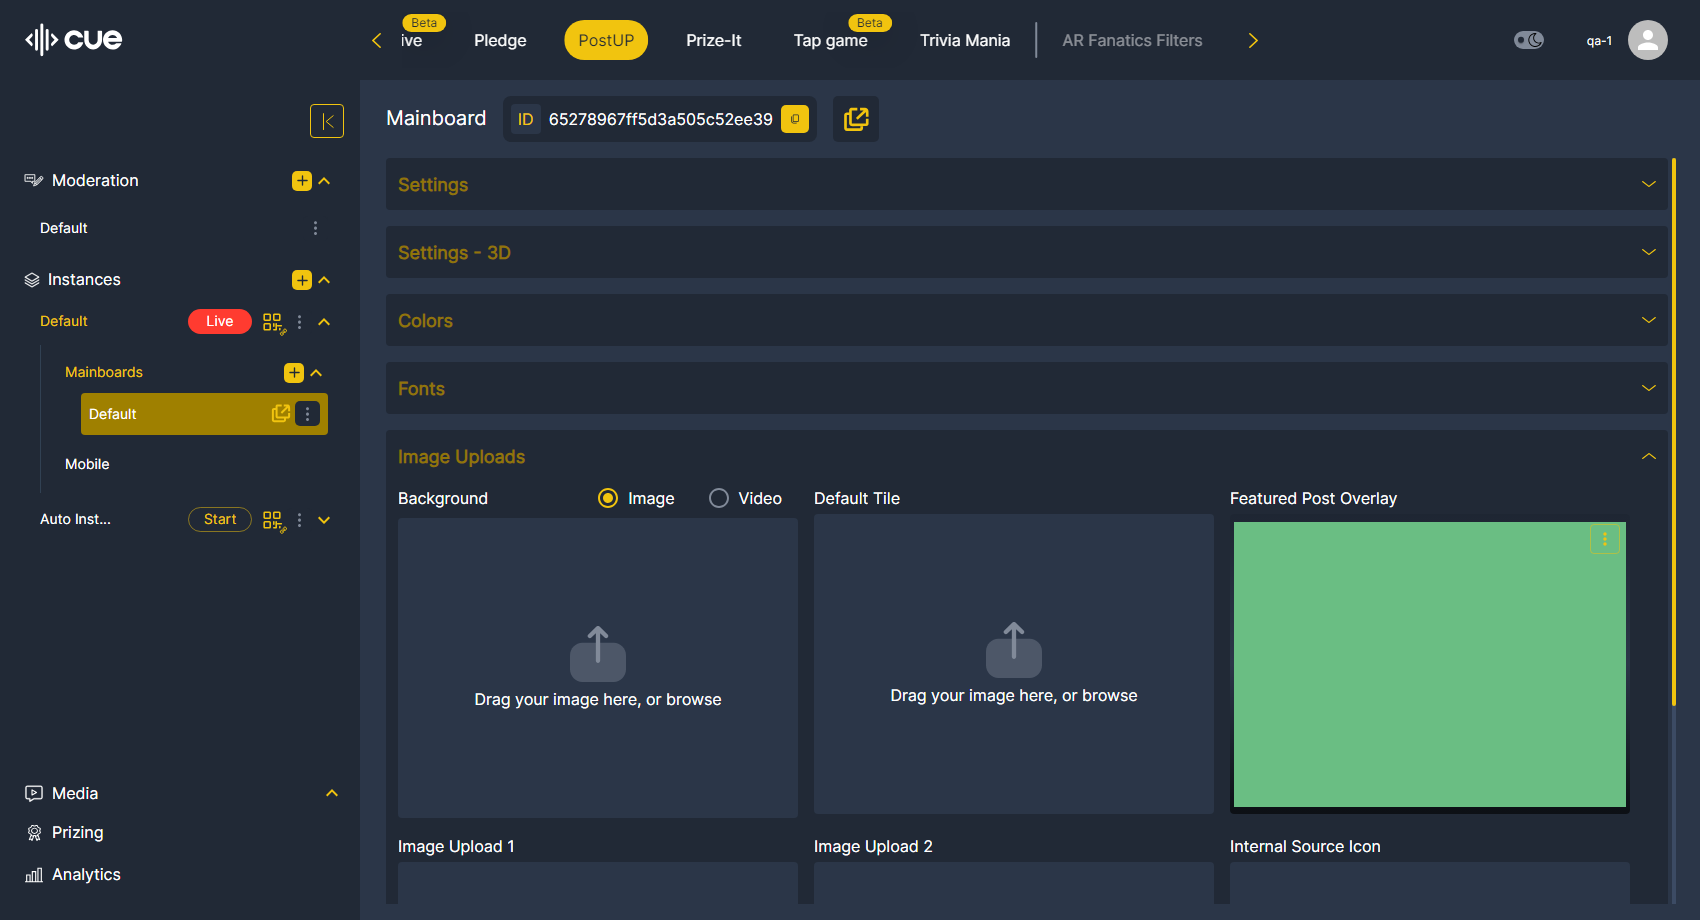 cue
Beta
ive
Pledge
PostUP
Prize-It
Beta
Tap game
Trivia Mania
AR Fanatics Filters
qa-1
Moderation
Default
Instances
Default
Live
Mainboards
Default
Mobile
Auto Inst...
Start
Media
Prizing
Analytics
Mainboard
ID
65278967ff5d3a505c52ee39
Settings
Settings - 3D
Colors
Fonts
Image Uploads
Background
Image
Video
Default Tile
Featured Post Overlay
Drag your image here, or browse
Drag your image here, or browse
Image Upload 1
Image Upload 2
Internal Source Icon